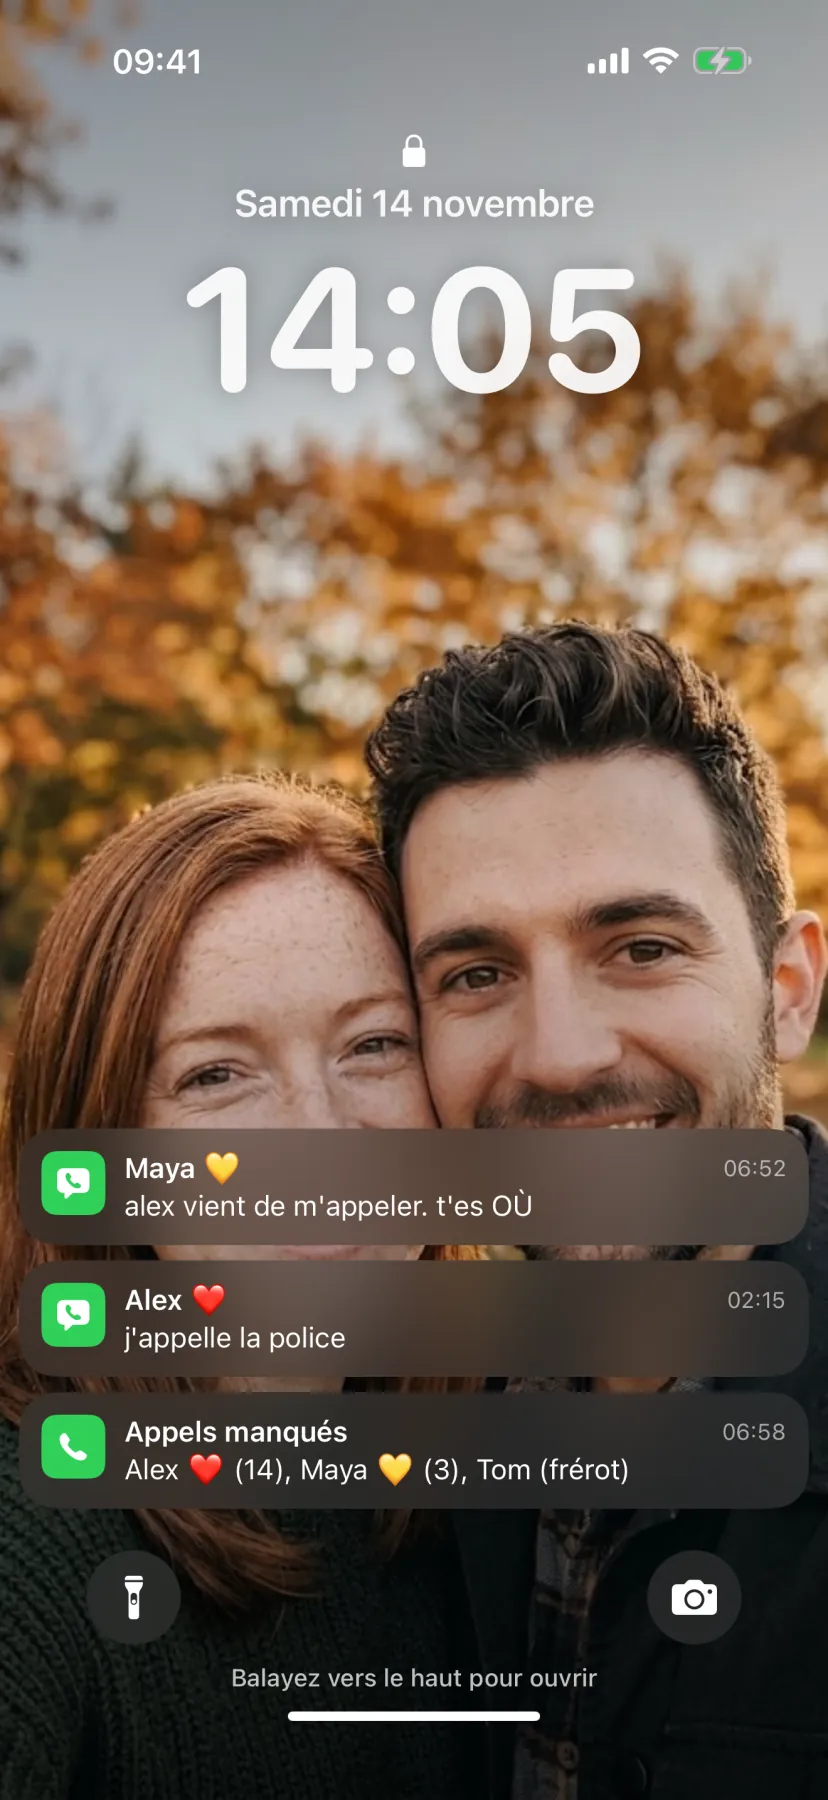 09:41
Samedi 14 novembre
14:05
Maya 💛
06:52
alex vient de m'appeler. t'es OÙ
Alex ❤️
02:15
j'appelle la police
Appels manqués
06:58
Alex ❤️ (14), Maya 💛 (3), Tom (frérot)
Balayez vers le haut pour ouvrir